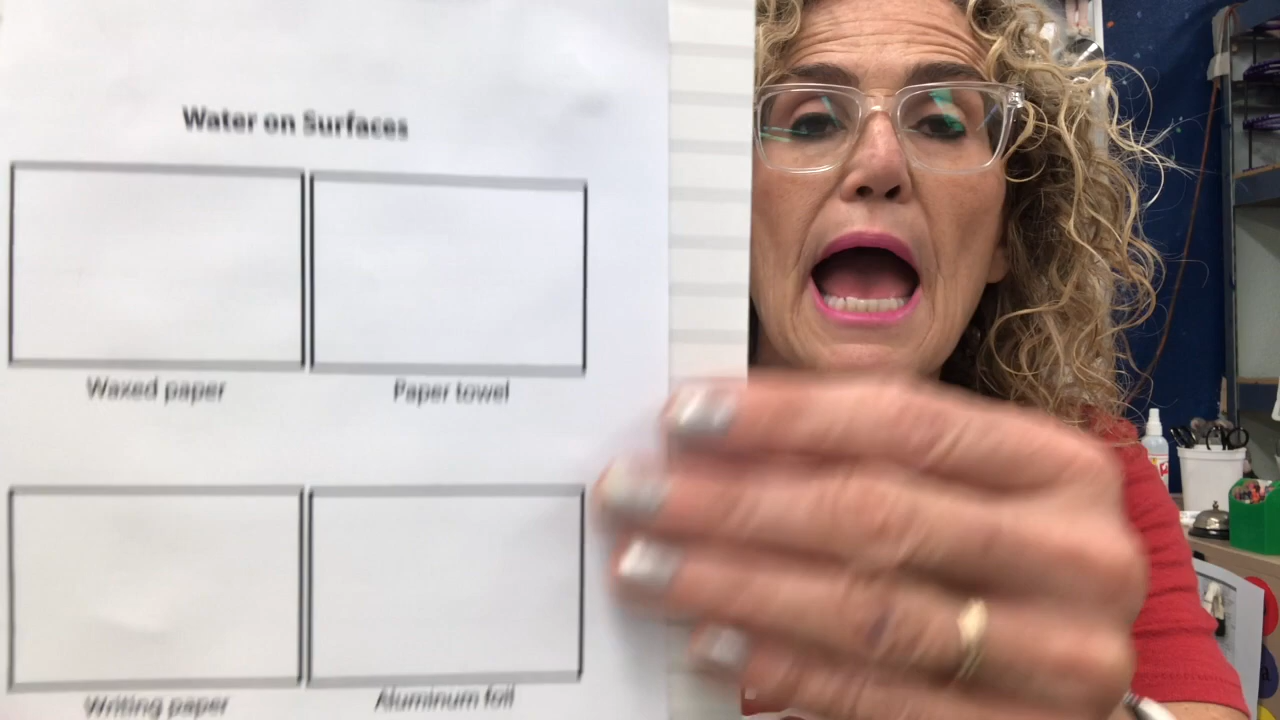 Water on Surfaces
Waxed paper
Paper towel
Writing paper
Aluminum foil